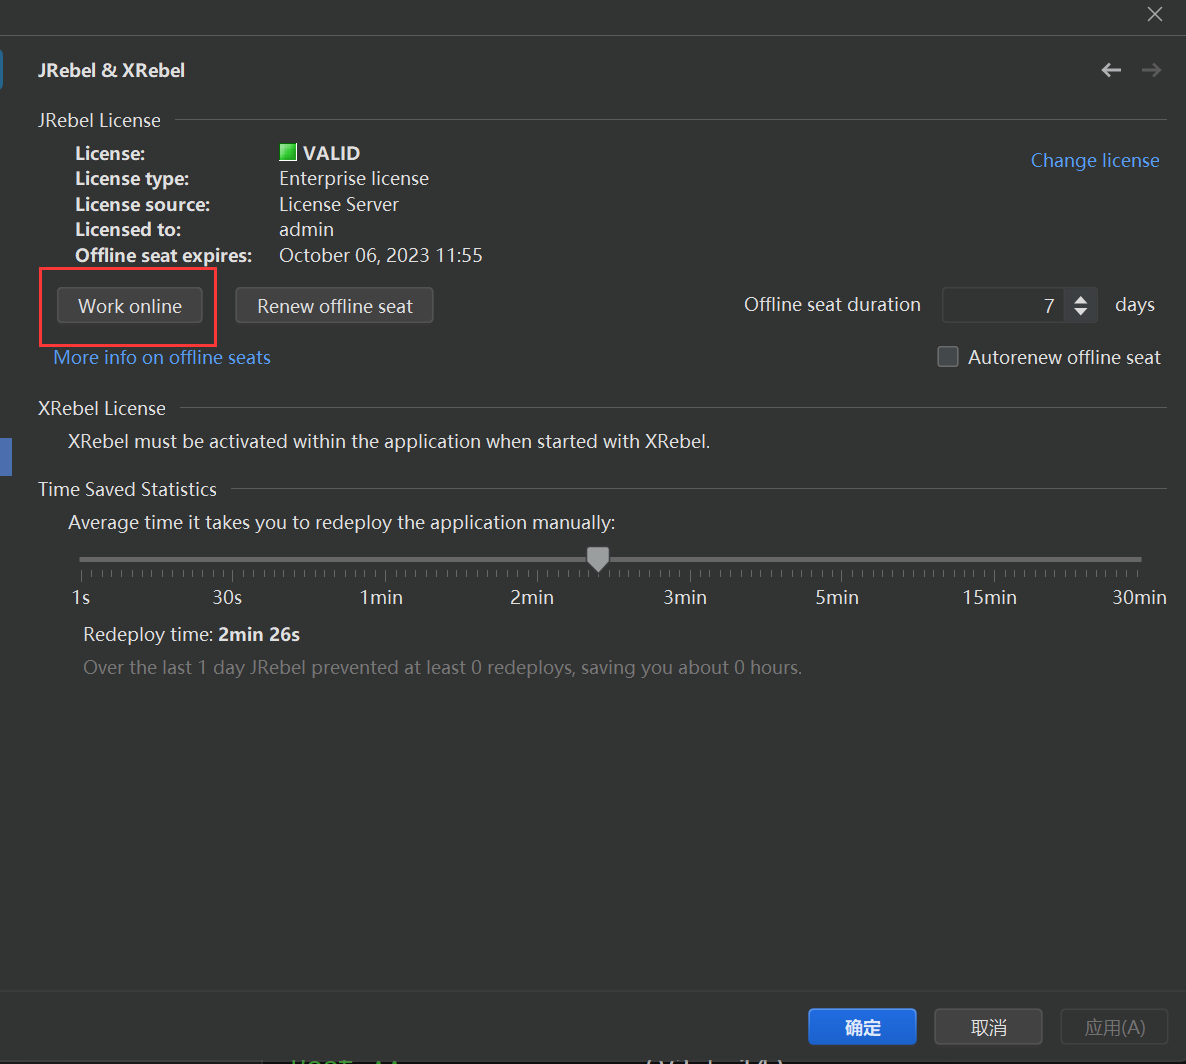 JRebel & XRebel
JRebel License
License: VALID
Change license
License type: Enterprise license
License source: License Server
Licensed to: admin
Offline seat expires: October 06, 2023 11:55
Work online Renew offline seat Offline seat duration 7 days
More info on offline seats Autorenew offline seat
XRebel License
XRebel must be activated within the application when started with XRebel.
Time Saved Statistics
Average time it takes you to redeploy the application manually:
1s 30s 1min 2min 3min 5min 15min 30min
Redeploy time: 2min 26s
Over the last 1 day JRebel prevented at least 0 redeploys, saving you about 0 hours.
确定 取消 应用(A)